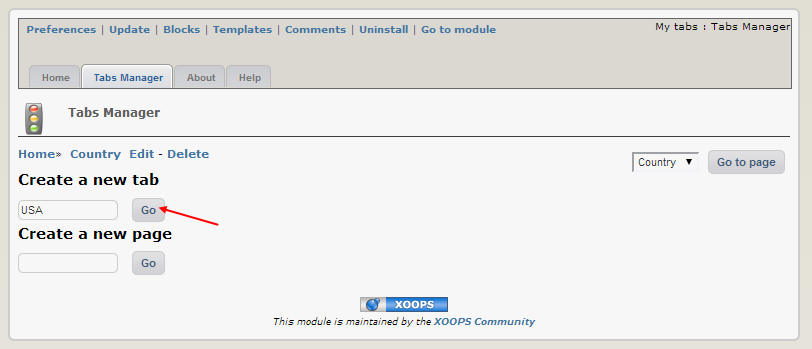 Preferences | Update | Blocks | Templates | Comments | Uninstall | Go to module
My tabs : Tabs Manager
Home Tabs Manager About Help
Tabs Manager
Home» Country Edit - Delete
Country Go to page
Create a new tab
USA Go
Create a new page
Go
XOOPS
This module is maintained by the XOOPS Community